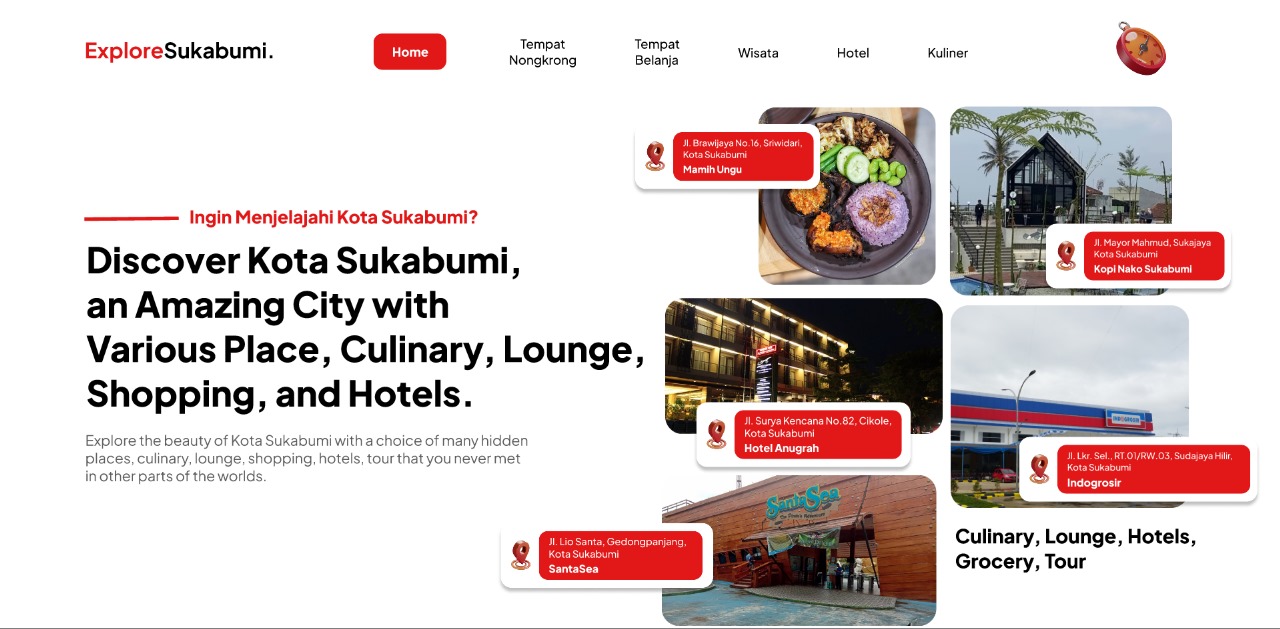 ExploreSukabumi.
Home
Tempat
Nongkrong
Tempat
Belanja
Wisata
Hotel
Kuliner
Jl. Brawijaya No.16, Sriwidari,
Kota Sukabumi
Mamih Ungu
Ingin Menjelajahi Kota Sukabumi?
Discover Kota Sukabumi,
an Amazing City with
Various Place, Culinary, Lounge,
Shopping, and Hotels.
Explore the beauty of Kota Sukabumi with a choice of many hidden
places, culinary, lounge, shopping, hotels, tour that you never met
in other parts of the worlds.
Jl. Mayor Mahmud, Sukajaya
Kota Sukabumi
Kopi Nako Sukabumi
Jl. Surya Kencana No.82, Cikole,
Kota Sukabumi
Hotel Anugrah
INDOGROSIR
Jl. Lkr. Sel., RT.01/RW.03, Sudajaya Hilir,
Kota Sukabumi
Indogrosir
SantaSea
Jl. Lio Santa, Gedongpanjang,
Kota Sukabumi
SantaSea
Culinary, Lounge, Hotels,
Grocery, Tour